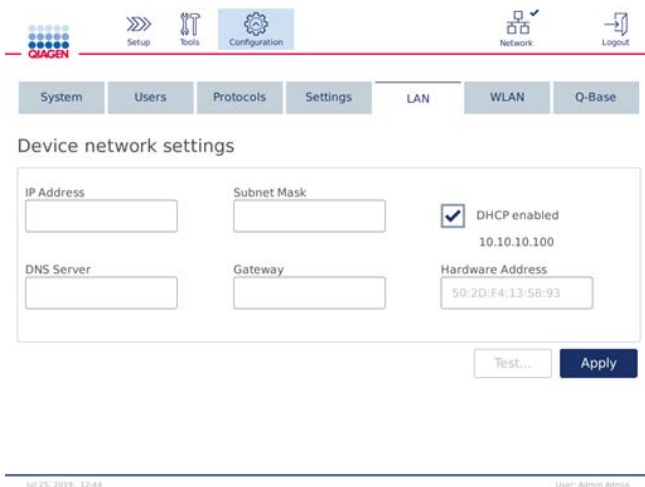 QIAGEN
Setup
Tools
Configuration
Network
Logout
System Users Protocols Settings LAN WLAN Q-Base
Device network settings
IP Address Subnet Mask
DHCP enabled
10.10.10.100
DNS Server Gateway Hardware Address
50:2D:F4:13:58:93
Test... Apply
Jul 25, 2019, 12:44 User: Admin Admin